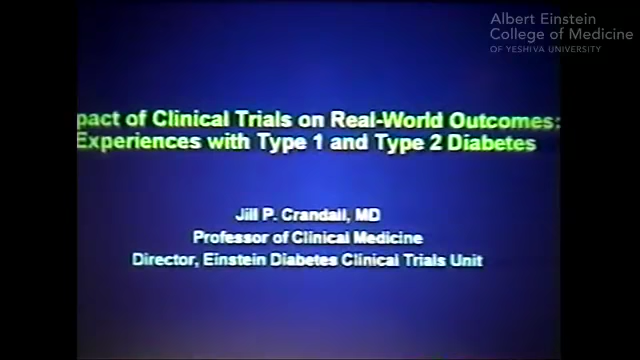 Albert Einstein
College of Medicine
OF YESHIVA UNIVERSITY
pact of Clinical Trials on Real-World Outcomes:
Experiences with Type 1 and Type 2 Diabetes
Jill P. Crandall, MD
Professor of Clinical Medicine
Director, Einstein Diabetes Clinical Trials Unit